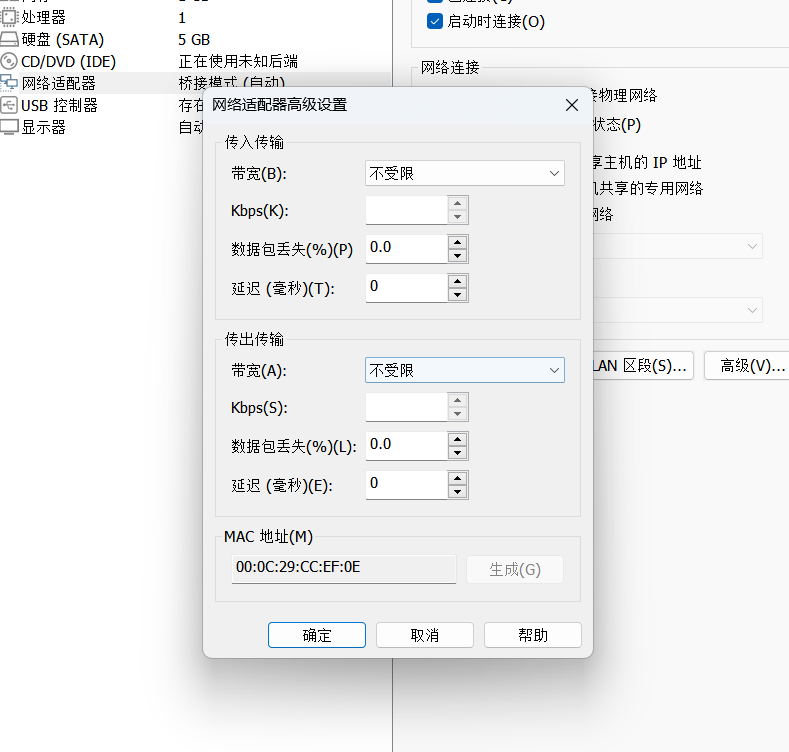 处理器 1
硬盘 (SATA) 5 GB
CD/DVD (IDE) 正在使用未知后端
网络适配器 桥接模式 (自动)
USB 控制器 存在
显示器 自动
启动时连接(O)
网络连接
物理网络
状态(P)
享主机的 IP 地址
机共享的专用网络
网络
LAN 区段(S)...
高级(V)...
网络适配器高级设置
传入传输
带宽(B): 不受限
Kbps(K):
数据包丢失(%)(P) 0.0
延迟 (毫秒)(T): 0
传出传输
带宽(A): 不受限
Kbps(S):
数据包丢失(%)(L): 0.0
延迟 (毫秒)(E): 0
MAC 地址(M)
00:0C:29:CC:EF:0E 生成(G)
确定 取消 帮助